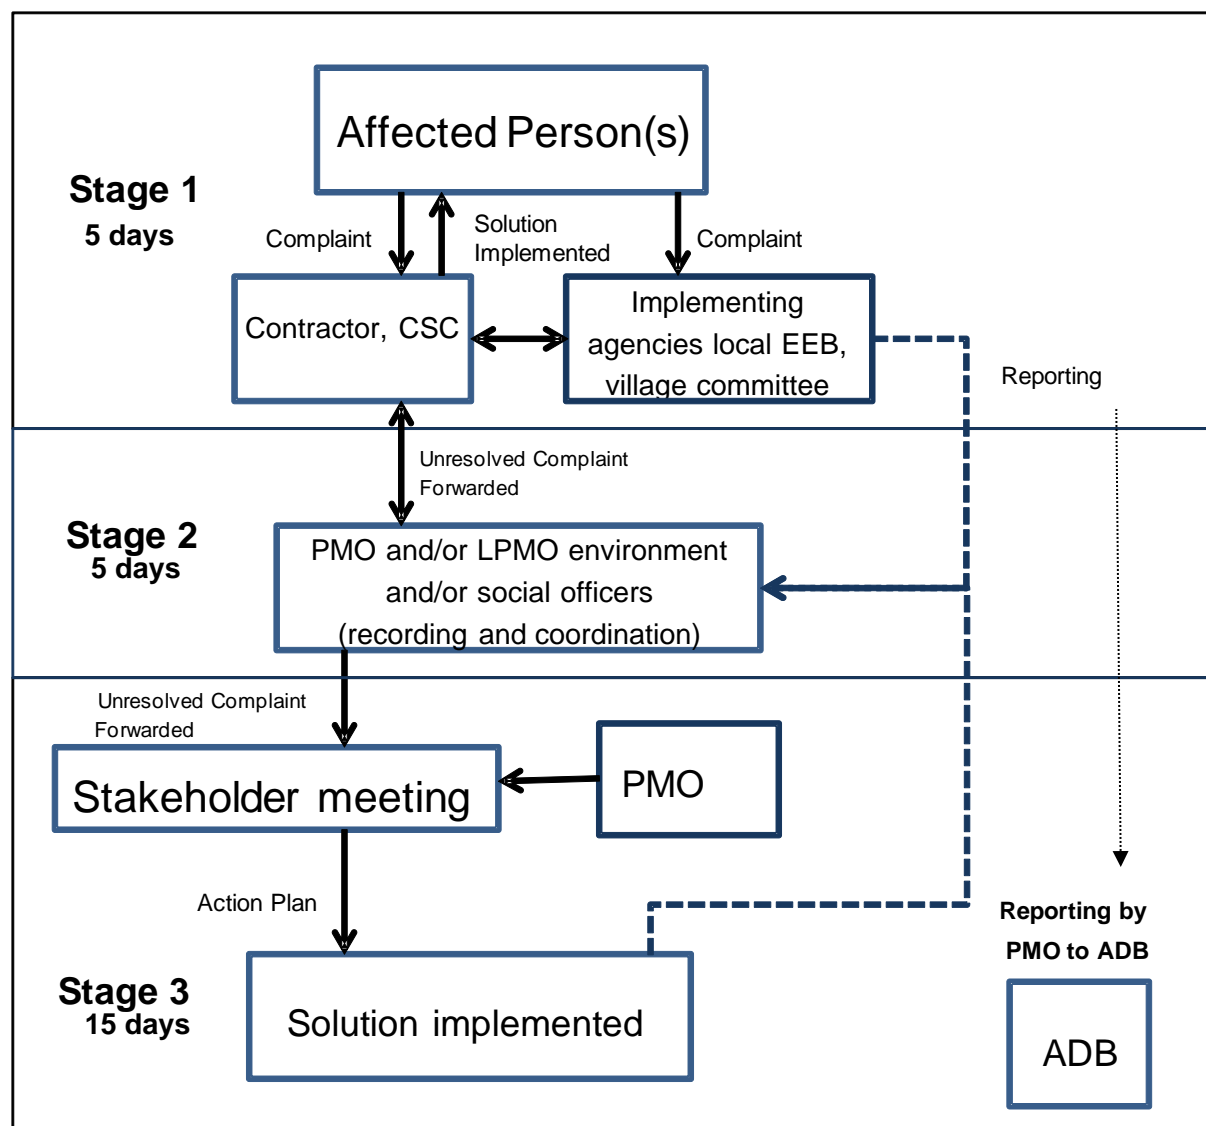 Affected Person(s)
Stage 1
5 days
Complaint
Solution
Implemented
Complaint
Contractor, CSC
Implementing
agencies local EEB,
village committee
Reporting
Unresolved Complaint
Forwarded
Stage 2
5 days
PMO and/or LPMO environment
and/or social officers
(recording and coordination)
Unresolved Complaint
Forwarded
Stakeholder meeting
PMO
Action Plan
Reporting by
PMO to ADB
Stage 3
15 days
Solution implemented
ADB